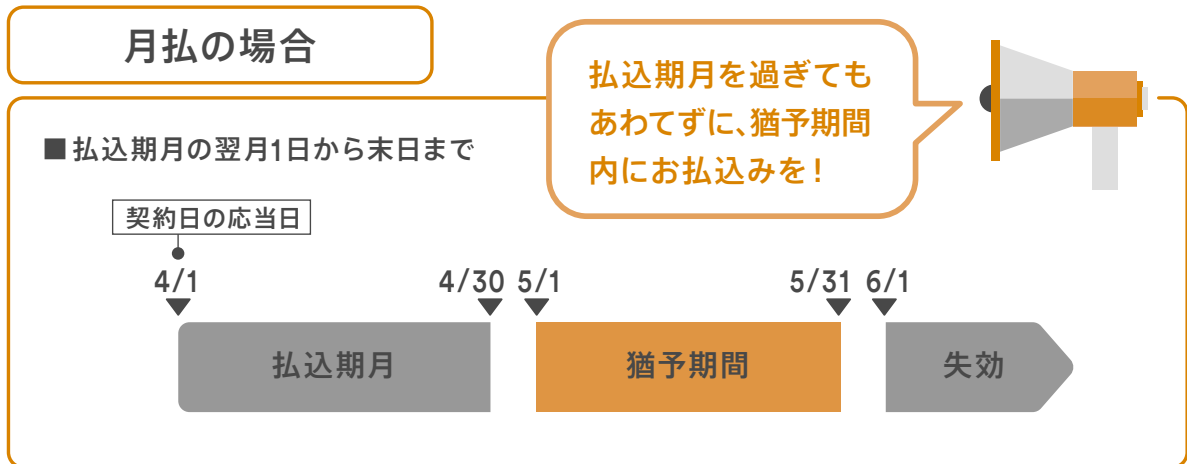 月払の場合
払込期月を過ぎても
あわてずに、猶予期間
内にお払込みを！
■払込期月の翌月1日から末日まで
契約日の応当日
4/1
4/30
5/1
5/31
6/1
払込期月
猶予期間
失効